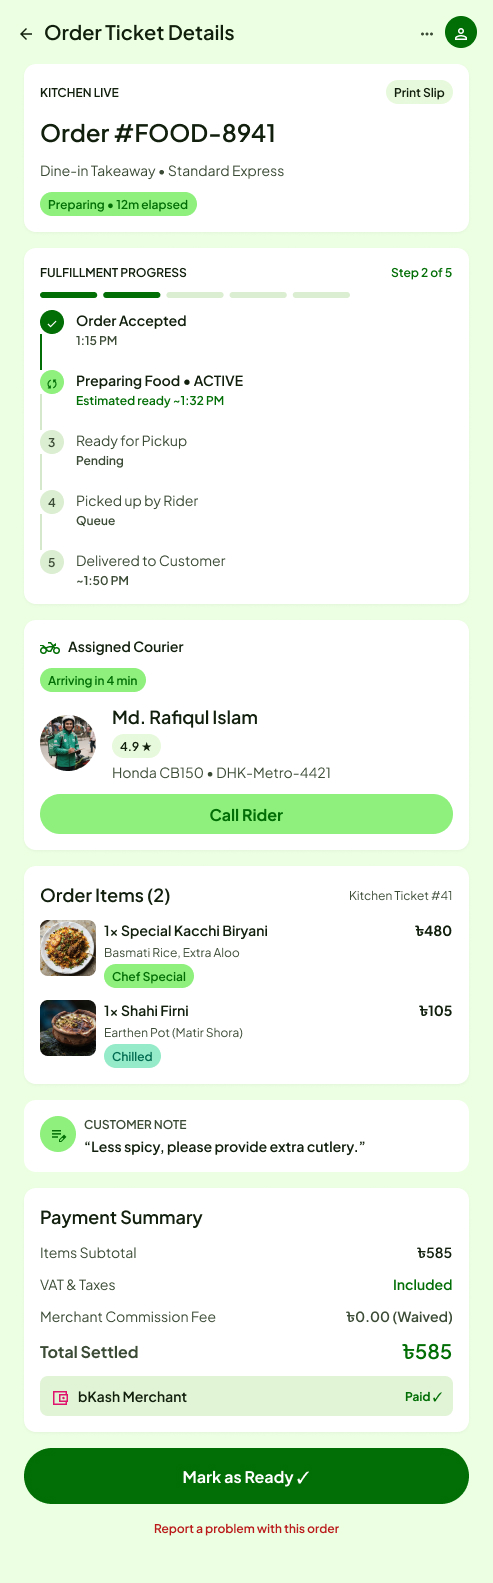 Order Ticket Details
KITCHEN LIVE
Print Slip
Order #FOOD-8941
Dine-in Takeaway • Standard Express
Preparing • 12m elapsed
FULFILLMENT PROGRESS
Step 2 of 5
Order Accepted
1:15 PM
Preparing Food • ACTIVE
Estimated ready ~1:32 PM
3
Ready for Pickup
Pending
4
Picked up by Rider
Queue
5
Delivered to Customer
~1:50 PM
Assigned Courier
Arriving in 4 min
Md. Rafiqul Islam
4.9 ★
Honda CB150 • DHK-Metro-4421
Call Rider
Order Items (2)
Kitchen Ticket #41
1× Special Kacchi Biryani
৳480
Basmati Rice, Extra Aloo
Chef Special
1× Shahi Firni
৳105
Earthen Pot (Matir Shora)
Chilled
CUSTOMER NOTE
“Less spicy, please provide extra cutlery.”
Payment Summary
Items Subtotal
৳585
VAT & Taxes
Included
Merchant Commission Fee
৳0.00 (Waived)
Total Settled
৳585
bKash Merchant
Paid ✓
Mark as Ready ✓
Report a problem with this order